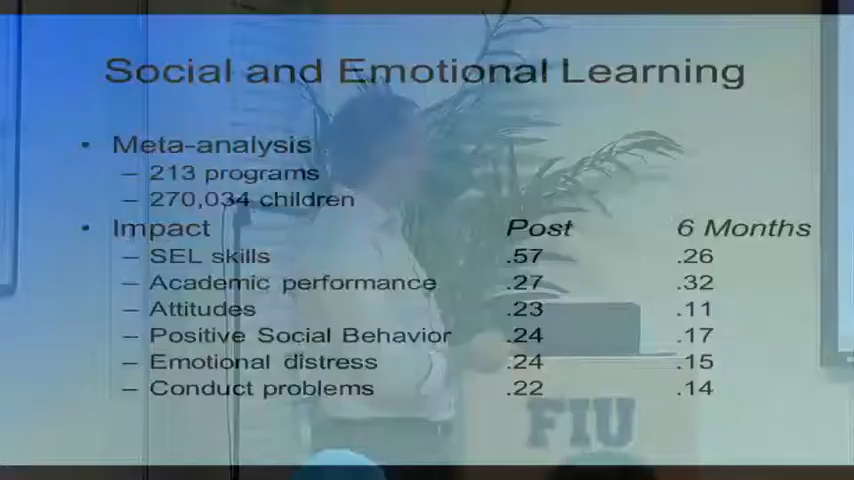 Social and Emotional Learning
• Meta-analysis
– 213 programs
– 270,034 children
• Impact Post 6 Months
– SEL skills .57 .26
– Academic performance .27 .32
– Attitudes .23 .11
– Positive Social Behavior .24 .17
– Emotional distress .24 .15
– Conduct problems .22 .14
FIU